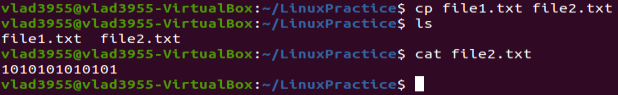 vlad3955@vlad3955-VirtualBox:~/LinuxPractice$ cp file1.txt file2.txt
vlad3955@vlad3955-VirtualBox:~/LinuxPractice$ ls
file1.txt  file2.txt
vlad3955@vlad3955-VirtualBox:~/LinuxPractice$ cat file2.txt
1010101010101
vlad3955@vlad3955-VirtualBox:~/LinuxPractice$